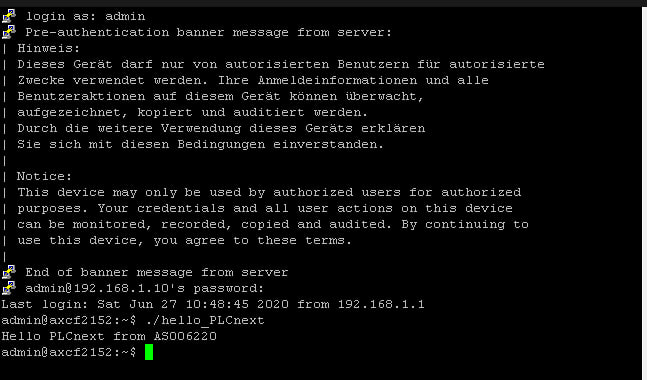 login as: admin
Pre-authentication banner message from server:
| Hinweis:
| Dieses Gerät darf nur von autorisierten Benutzern für autorisierte
| Zwecke verwendet werden. Ihre Anmeldeinformationen und alle
| Benutzeraktionen auf diesem Gerät können überwacht,
| aufgezeichnet, kopiert und auditiert werden.
| Durch die weitere Verwendung dieses Geräts erklären
| Sie sich mit diesen Bedingungen einverstanden.
|
| Notice:
| This device may only be used by authorized users for authorized
| purposes. Your credentials and all user actions on this device
| can be monitored, recorded, copied and audited. By continuing to
| use this device, you agree to these terms.
|
End of banner message from server
admin@192.168.1.10's password:
Last login: Sat Jun 27 10:48:45 2020 from 192.168.1.1
admin@axcf2152:~$ ./hello_PLCnext
Hello PLCnext from AS006220
admin@axcf2152:~$